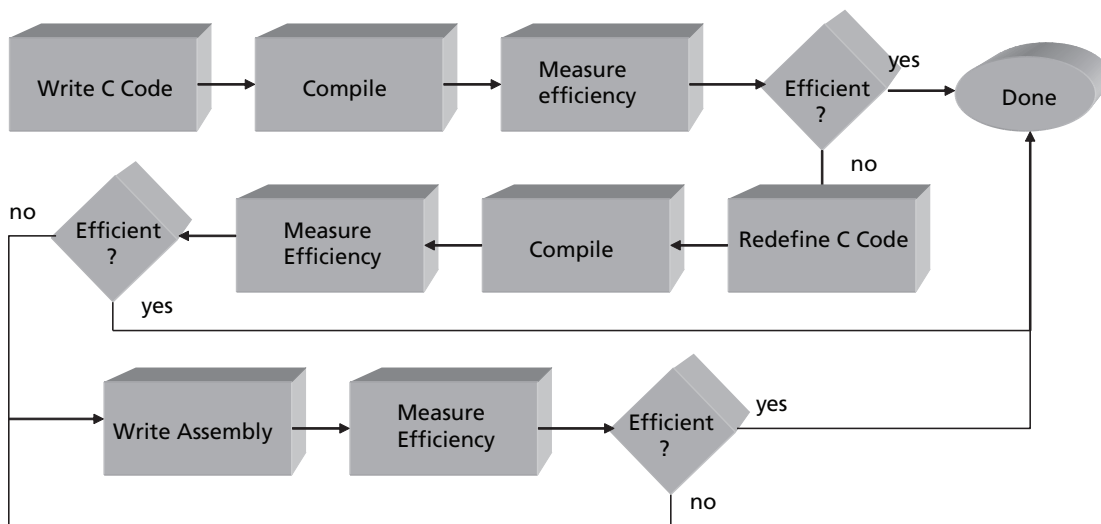 Write C Code
Compile
Measure
efficiency
Efficient
?
yes
Done
no
no
Efficient
?
Measure
Efficiency
Compile
Redefine C Code
yes
Write Assembly
Measure
Efficiency
Efficient
?
yes
no